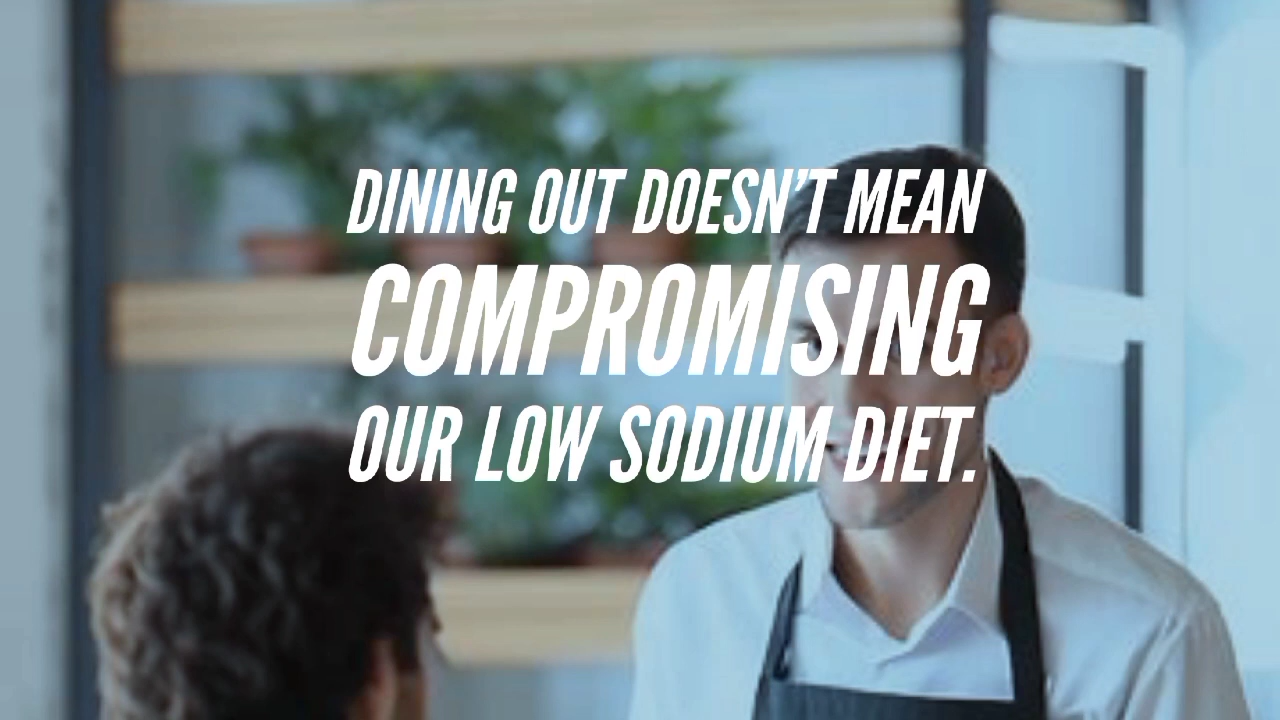 DINING OUT DOESN'T MEAN
COMPROMISING
OUR LOW SODIUM DIET.